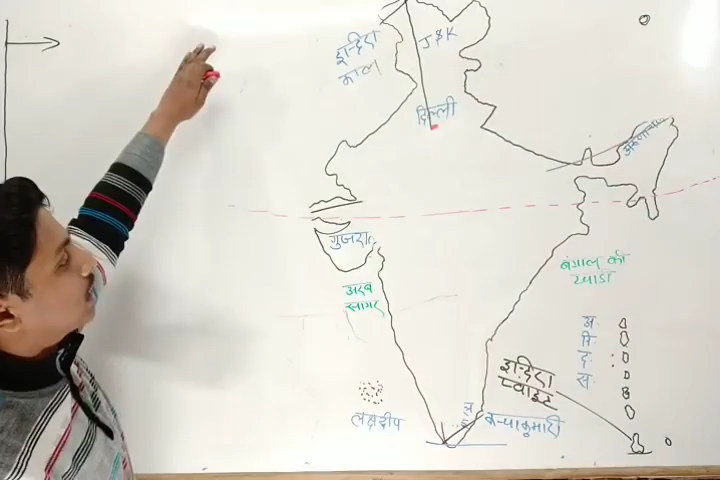 इन्दिरा
काल
J&K
दिल्ली
अरुणाचल
गुजरात
बंगाल की
खाडी
अरब
सागर
अ.
नि.
द्
स.
इन्दिरा
प्वाइंट
लक्षद्वीप
कन्याकुमारी